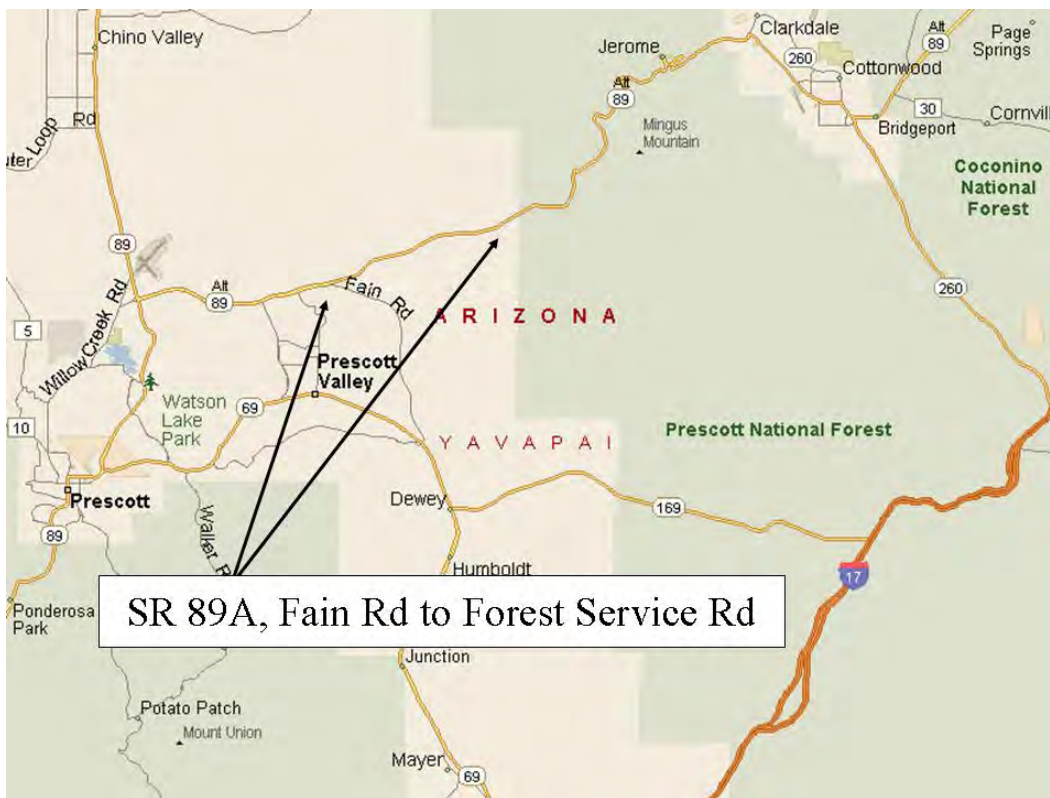 Chino Valley
Clarkdale
Alt
89
Page
Springs
Jerome
260
Cottonwood
Alt
89
30
Cornvill
Bridgeport
Rd
Loop
uter
Mingus
Mountain
Coconino
National
Forest
89
Alt
89
Fain Rd
260
Willow Creek Rd
5
ARIZONA
Prescott
Valley
Watson
Lake
Park
69
10
YAVAPAI
Prescott National Forest
Prescott
Dewey
169
89
Walker R
Humboldt
17
SR 89A, Fain Rd to Forest Service Rd
Ponderosa
Park
Junction
Potato Patch
Mount Union
Mayer
69